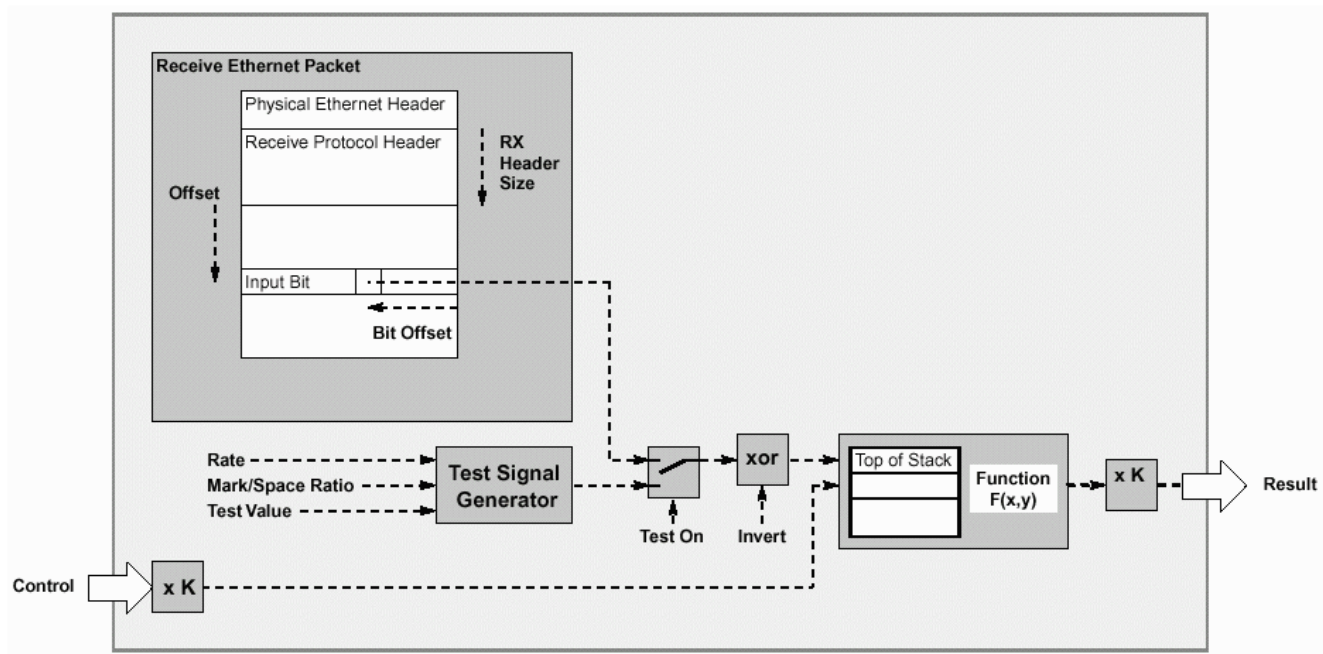 Receive Ethernet Packet
Physical Ethernet Header
Receive Protocol Header
RX
Header
Size
Offset
Input Bit
Bit Offset
Rate
Mark/Space Ratio
Test Value
Test Signal
Generator
Test On
xor
Invert
Top of Stack
Function
F(x,y)
x K
Result
Control
x K